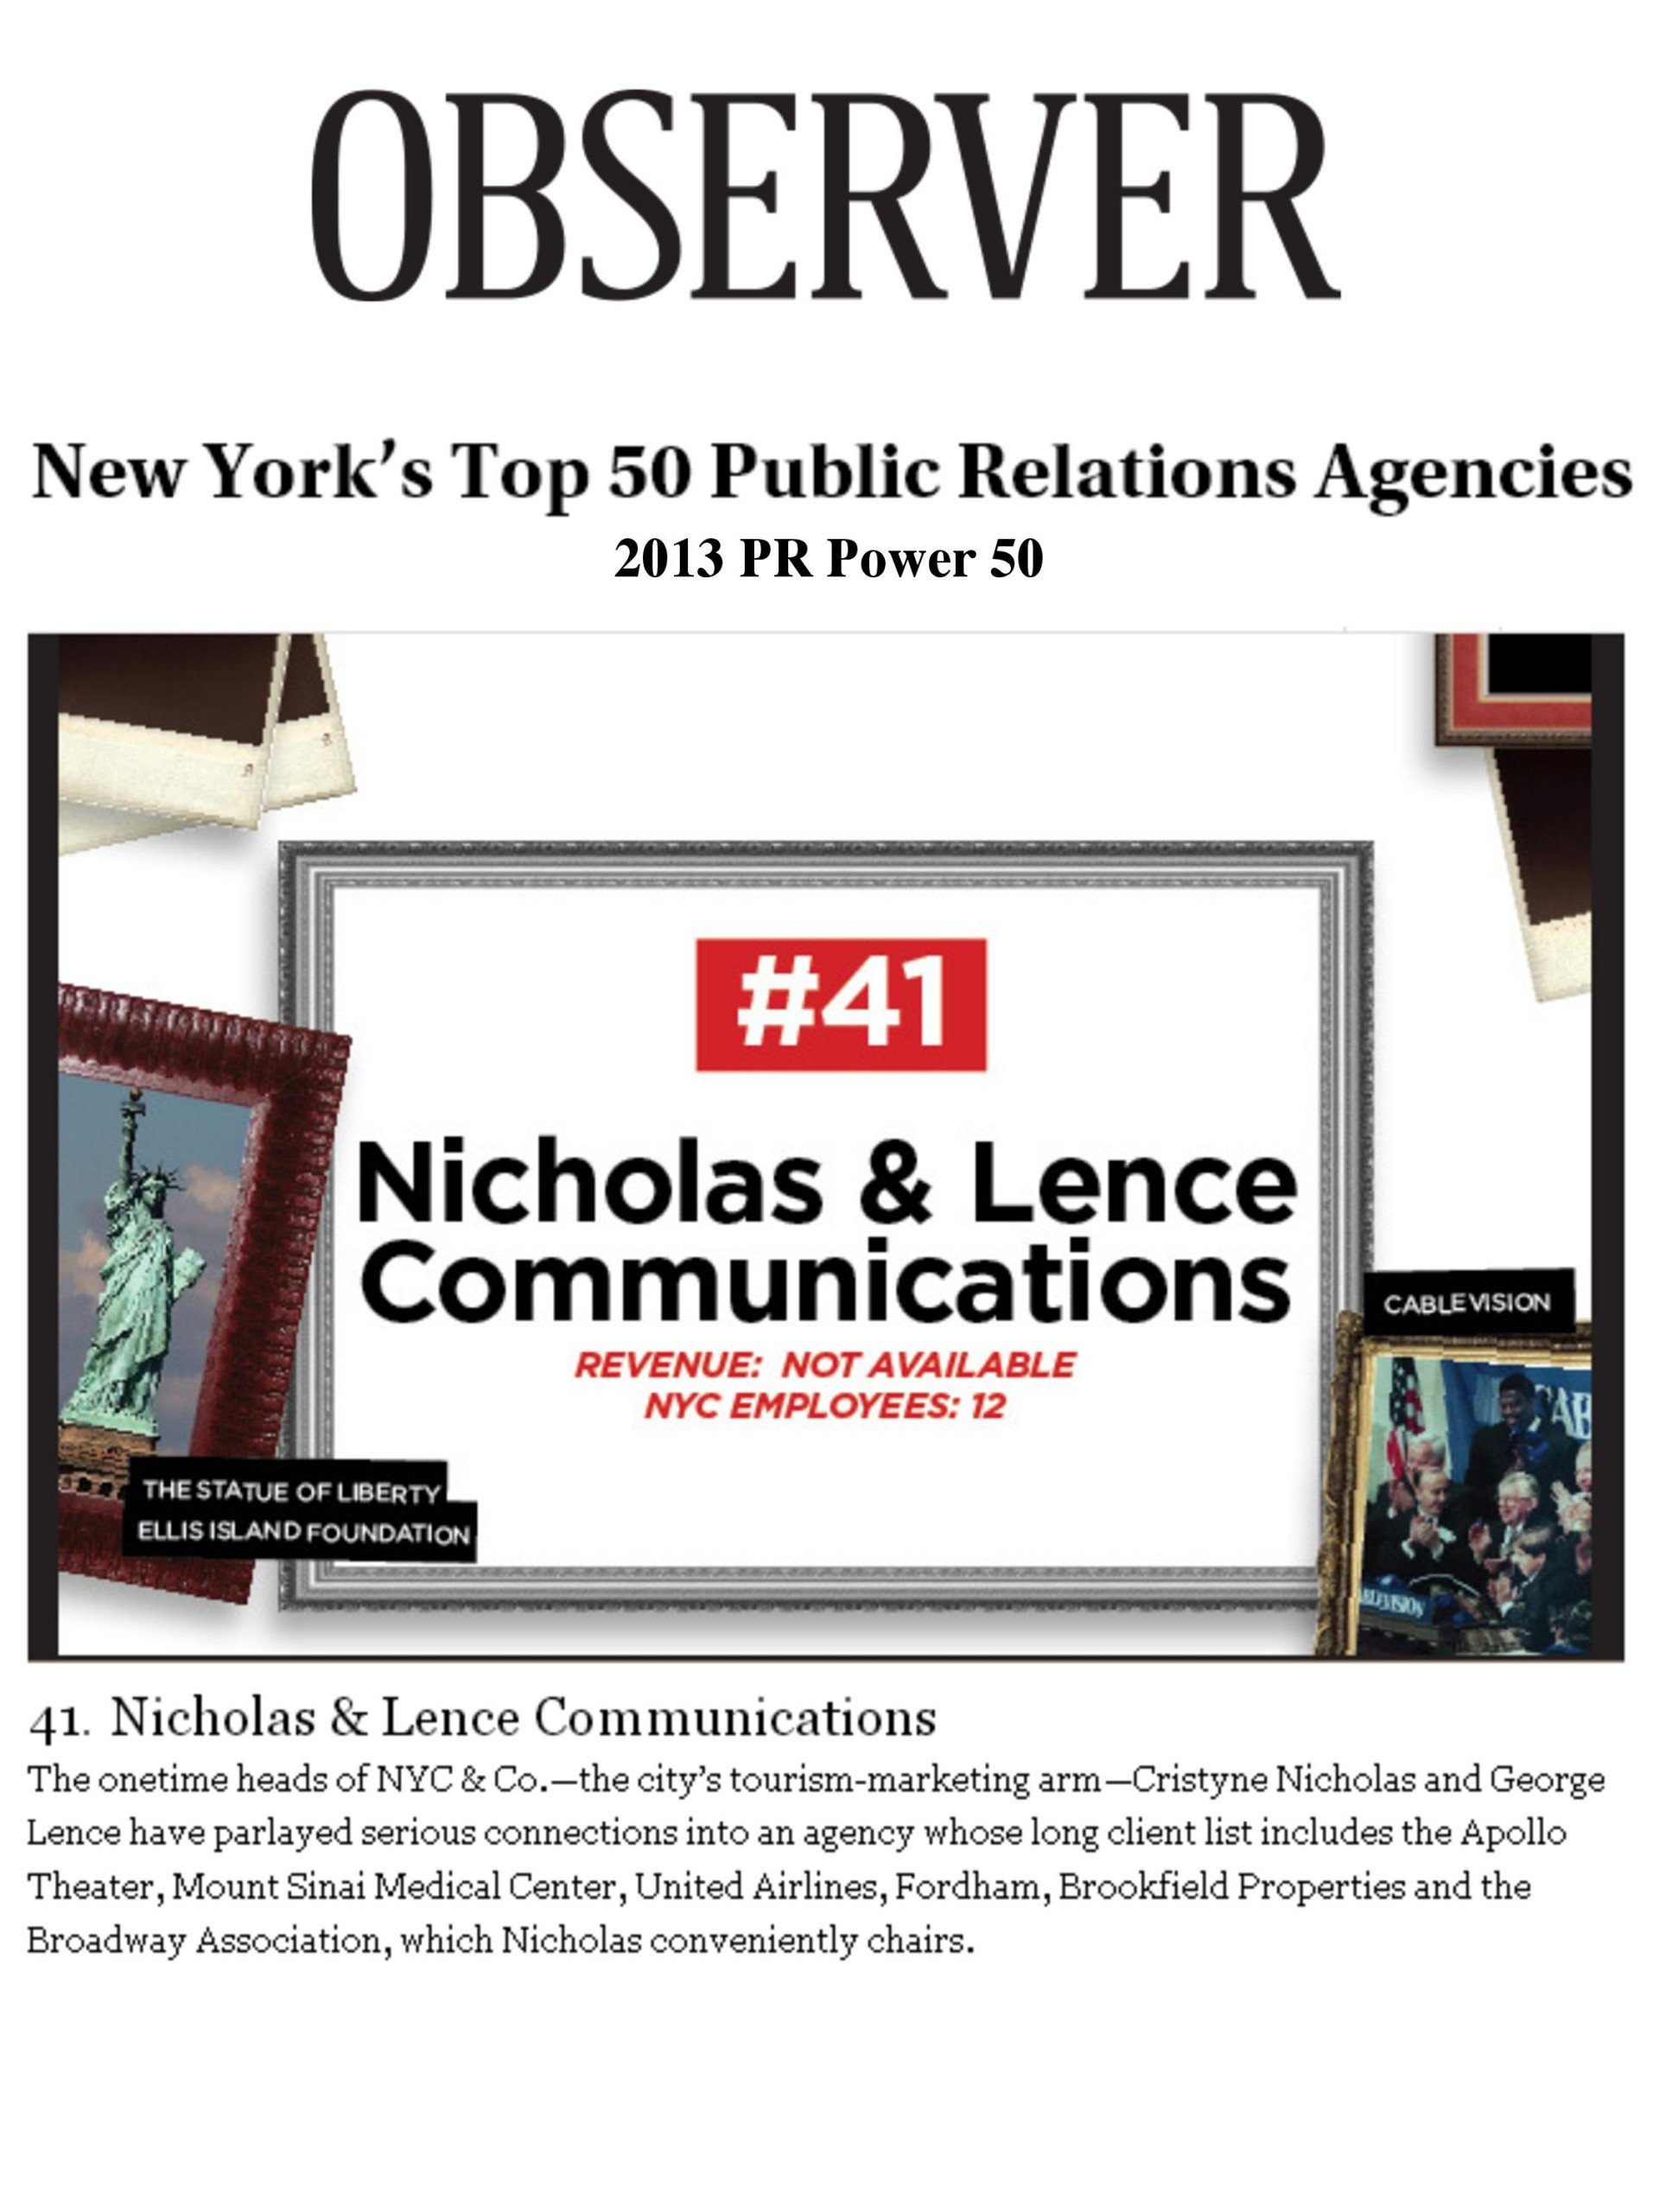 OBSERVER
New York's Top 50 Public Relations Agencies
2013 PR Power 50
#41
Nicholas & Lence
Communications
REVENUE: NOT AVAILABLE
NYC EMPLOYEES: 12
CABLEVISION
THE STATUE OF LIBERTY
ELLIS ISLAND FOUNDATION
41. Nicholas & Lence Communications
The onetime heads of NYC & Co.—the city's tourism-marketing arm—Cristyne Nicholas and George
Lence have parlayed serious connections into an agency whose long client list includes the Apollo
Theater, Mount Sinai Medical Center, United Airlines, Fordham, Brookfield Properties and the
Broadway Association, which Nicholas conveniently chairs.